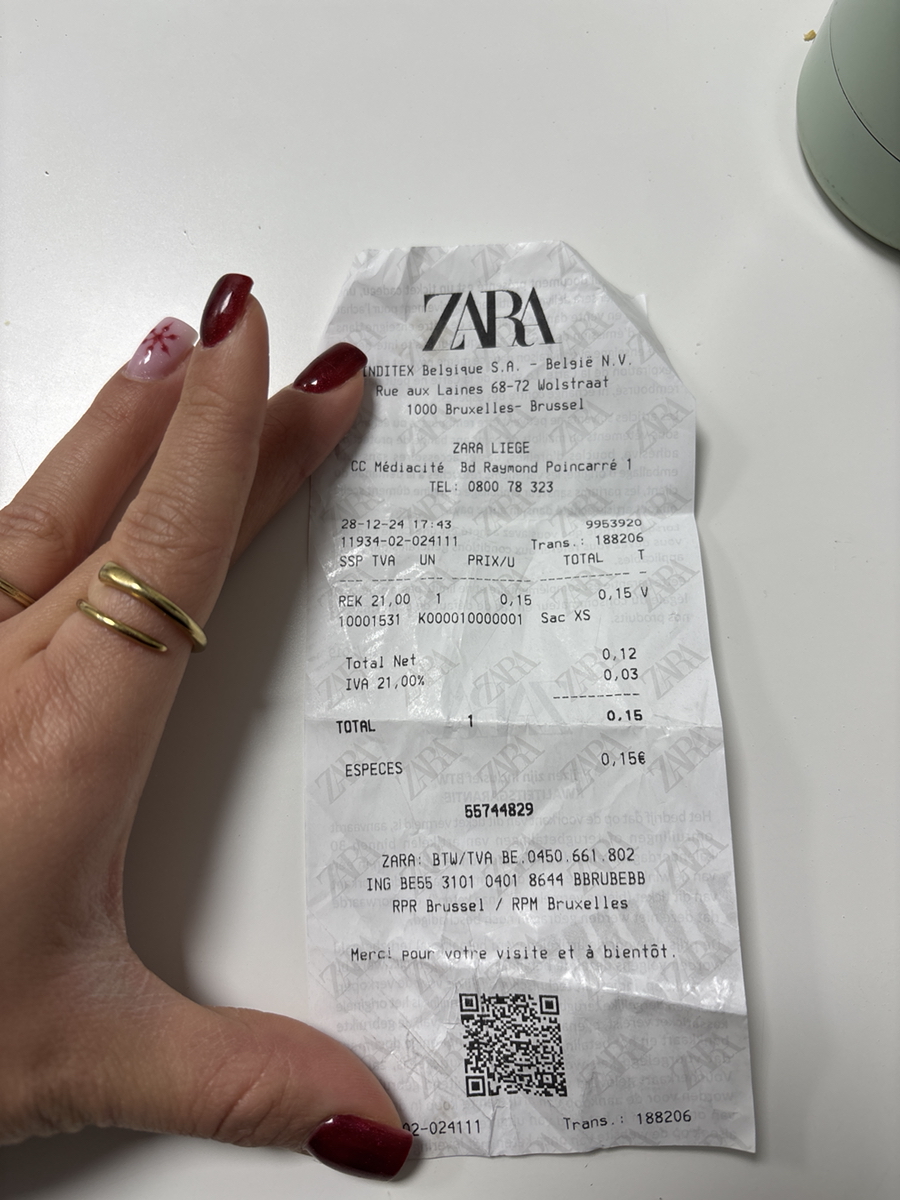 ZARA
INDITEX Belgique S.A. - België N.V.
Rue aux Laines 68-72 Wolstraat
1000 Bruxelles- Brussel
ZARA LIEGE
CC Médiacité Bd Raymond Poincarré 1
TEL: 0800 78 323
28-12-24 17:43 9953920
11934-02-024111 Trans.: 188206
SSP TVA UN PRIX/U TOTAL T
REK 21,00 1 0,15 0,15 V
10001531 K000010000001 Sac XS
Total Net 0,12
IVA 21,00% 0,03
TOTAL 1 0,15
ESPECES 0,15€
55744829
ZARA: BTW/TVA BE.0450.661.802
ING BE55 3101 0401 8644 BBRUBEBB
RPR Brussel / RPM Bruxelles
Merci pour votre visite et à bientôt.
02-024111 Trans.: 188206